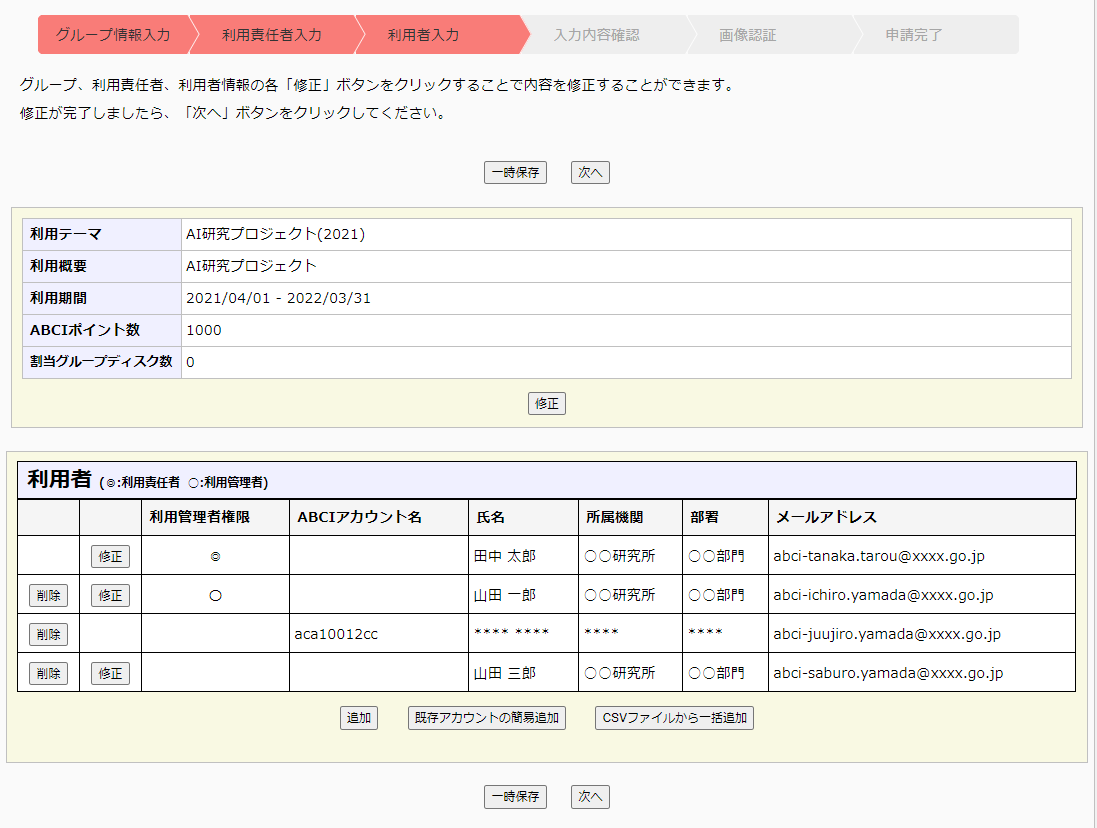 グループ情報入力 利用責任者入力 利用者入力 入力内容確認 画像認証 申請完了
グループ、利用責任者、利用者情報の各「修正」ボタンをクリックすることで内容を修正することができます。
修正が完了しましたら、「次へ」ボタンをクリックしてください。
一時保存 次へ
利用テーマ AI研究プロジェクト(2021)
利用概要 AI研究プロジェクト
利用期間 2021/04/01 - 2022/03/31
ABCIポイント数 1000
割当グループディスク数 0
修正
利用者 (◎:利用責任者 ○:利用管理者)
利用管理者権限 ABCIアカウント名 氏名 所属機関 部署 メールアドレス
修正 ◎ 田中 太郎 〇〇研究所 〇〇部門 abci-tanaka.tarou@xxxx.go.jp
削除 修正 ○ 山田 一郎 〇〇研究所 〇〇部門 abci-ichiro.yamada@xxxx.go.jp
削除 aca10012cc **** **** **** **** abci-juujiro.yamada@xxxx.go.jp
削除 修正 山田 三郎 〇〇研究所 〇〇部門 abci-saburo.yamada@xxxx.go.jp
追加 既存アカウントの簡易追加 CSVファイルから一括追加
一時保存 次へ